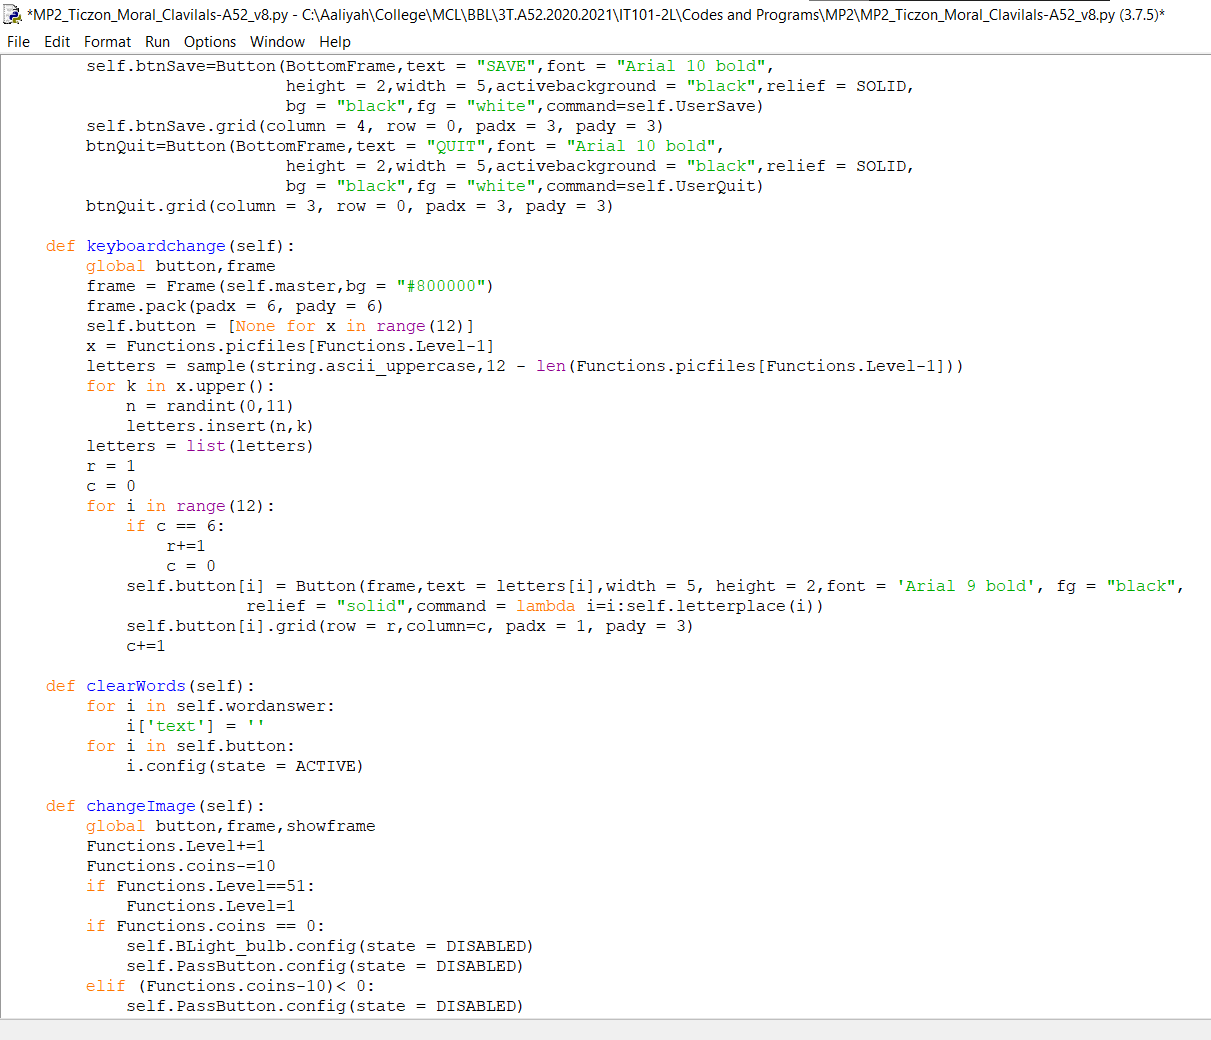 *MP2_Ticzon_Moral_Clavilals-A52_v8.py - C:\Aaliyah\College\MCL\BBL\3T.A52.2020.2021\IT101-2L\Codes and Programs\MP2\MP2_Ticzon_Moral_Clavilals-A52_v8.py (3.7.5)*
File Edit Format Run Options Window Help
        self.btnSave=Button(BottomFrame,text = "SAVE",font = "Arial 10 bold",
                            height = 2,width = 5,activebackground = "black",relief = SOLID,
                            bg = "black",fg = "white",command=self.UserSave)
        self.btnSave.grid(column = 4, row = 0, padx = 3, pady = 3)
        btnQuit=Button(BottomFrame,text = "QUIT",font = "Arial 10 bold",
                            height = 2,width = 5,activebackground = "black",relief = SOLID,
                            bg = "black",fg = "white",command=self.UserQuit)
        btnQuit.grid(column = 3, row = 0, padx = 3, pady = 3)

    def keyboardchange(self):
        global button,frame
        frame = Frame(self.master,bg = "#800000")
        frame.pack(padx = 6, pady = 6)
        self.button = [None for x in range(12)]
        x = Functions.picfiles[Functions.Level-1]
        letters = sample(string.ascii_uppercase,12 - len(Functions.picfiles[Functions.Level-1]))
        for k in x.upper():
            n = randint(0,11)
            letters.insert(n,k)
        letters = list(letters)
        r = 1
        c = 0
        for i in range(12):
            if c == 6:
                r+=1
                c = 0
            self.button[i] = Button(frame,text = letters[i],width = 5, height = 2,font = 'Arial 9 bold', fg = "black",
                        relief = "solid",command = lambda i=i:self.letterplace(i))
            self.button[i].grid(row = r,column=c, padx = 1, pady = 3)
            c+=1

    def clearWords(self):
        for i in self.wordanswer:
            i['text'] = ''
        for i in self.button:
            i.config(state = ACTIVE)

    def changeImage(self):
        global button,frame,showframe
        Functions.Level+=1
        Functions.coins-=10
        if Functions.Level==51:
            Functions.Level=1
        if Functions.coins == 0:
            self.BLight_bulb.config(state = DISABLED)
            self.PassButton.config(state = DISABLED)
        elif (Functions.coins-10)< 0:
            self.PassButton.config(state = DISABLED)